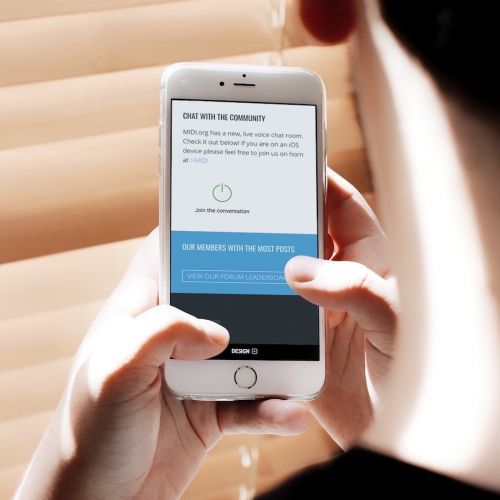 CHAT WITH THE COMMUNITY
MIDI.org has a new, live voice chat room.
Check it out below! If you are on an iOS
device please feel free to join us on horn
at >MIDI
Join the conversation
OUR MEMBERS WITH THE MOST POSTS
VIEW OUR FORUM LEADERBOA
DESIGN